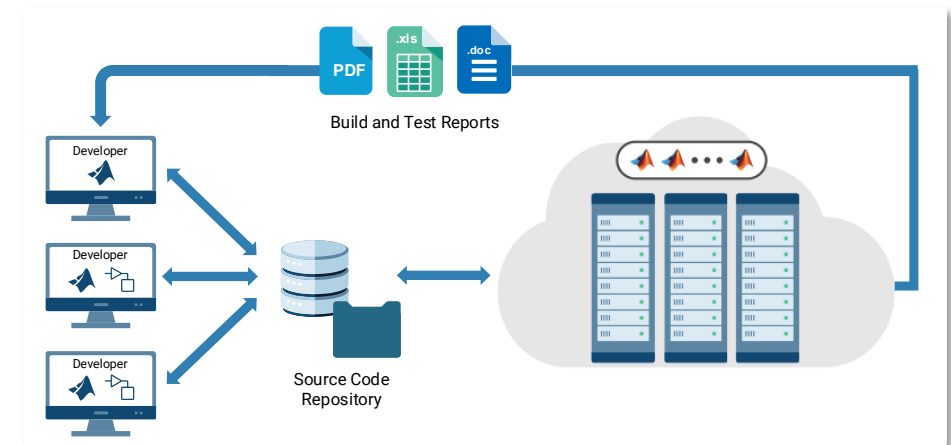 PDF
.xls
.doc
Build and Test Reports
Developer
Developer
Developer
Source Code
Repository